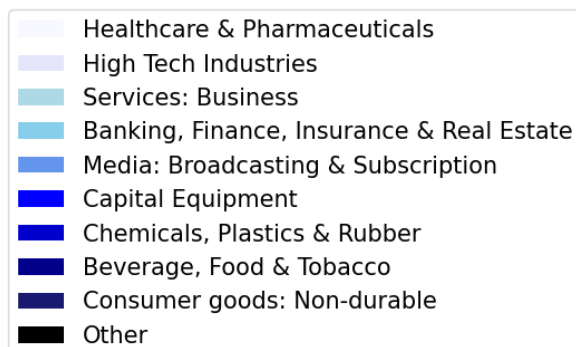 Healthcare & Pharmaceuticals
High Tech Industries
Services: Business
Banking, Finance, Insurance & Real Estate
Media: Broadcasting & Subscription
Capital Equipment
Chemicals, Plastics & Rubber
Beverage, Food & Tobacco
Consumer goods: Non-durable
Other